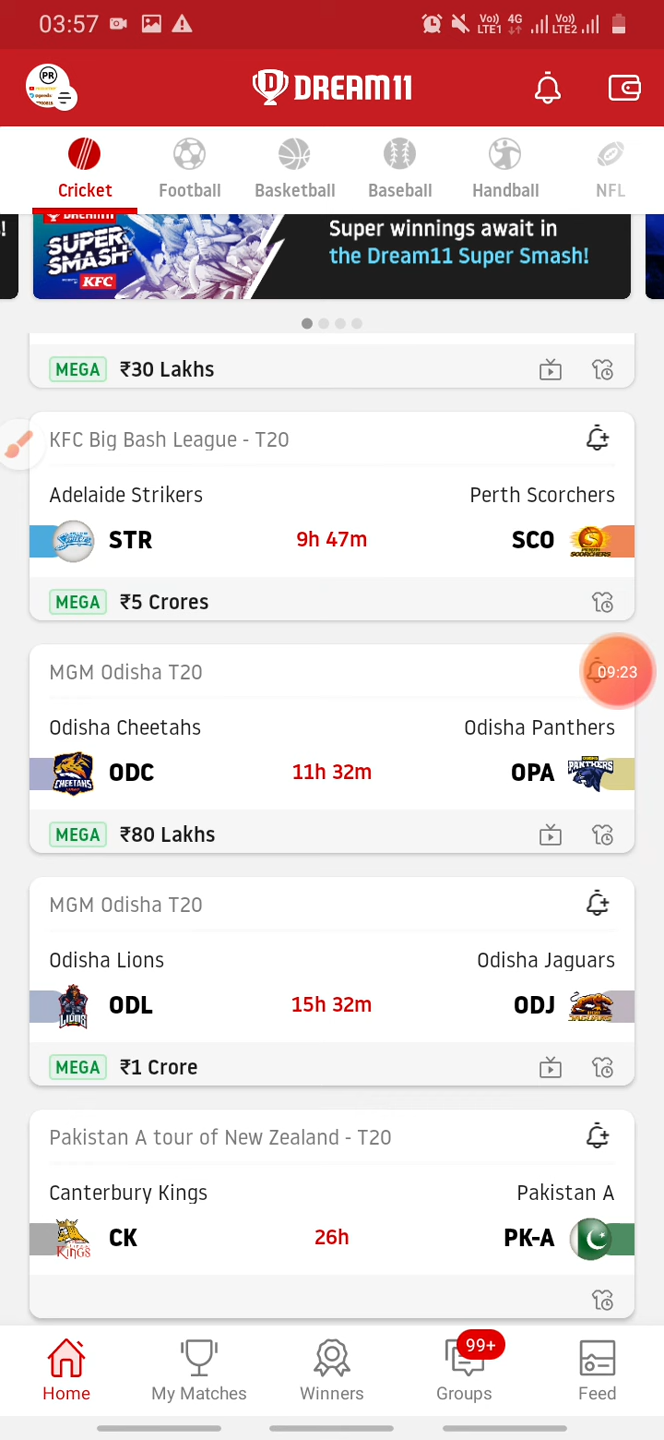 03:57
Vo)) LTE1 4G Vo)) LTE2
PR
DREAM11
Cricket Football Basketball Baseball Handball NFL
!
DREAM11
SUPER
SMASH
KFC
Super winnings await in
the Dream11 Super Smash!
MEGA ₹30 Lakhs
KFC Big Bash League - T20
Adelaide Strikers Perth Scorchers
STR 9h 47m SCO
MEGA ₹5 Crores
MGM Odisha T20
09:23
Odisha Cheetahs Odisha Panthers
ODC 11h 32m OPA
MEGA ₹80 Lakhs
MGM Odisha T20
Odisha Lions Odisha Jaguars
ODL 15h 32m ODJ
MEGA ₹1 Crore
Pakistan A tour of New Zealand - T20
Canterbury Kings Pakistan A
CK 26h PK-A
99+
Home My Matches Winners Groups Feed